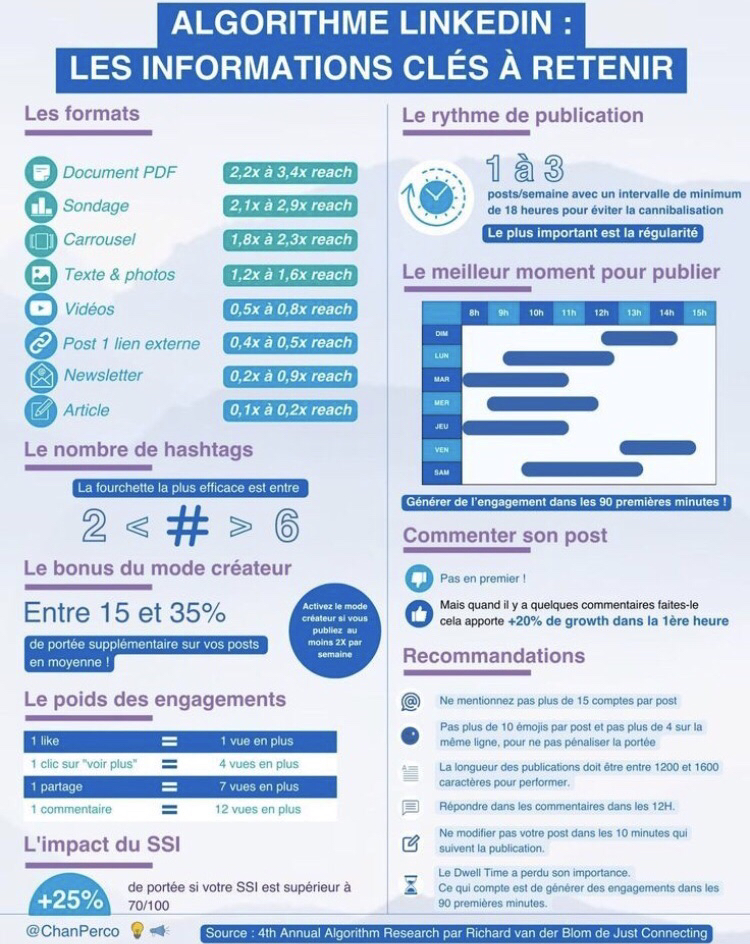 ALGORITHME LINKEDIN :
LES INFORMATIONS CLÉS À RETENIR
Les formats
Document PDF 2,2x à 3,4x reach
Sondage 2,1x à 2,9x reach
Carrousel 1,8x à 2,3x reach
Texte & photos 1,2x à 1,6x reach
Vidéos 0,5x à 0,8x reach
Post 1 lien externe 0,4x à 0,5x reach
Newsletter 0,2x à 0,9x reach
Article 0,1x à 0,2x reach
Le nombre de hashtags
La fourchette la plus efficace est entre
2 < # > 6
Le bonus du mode créateur
Entre 15 et 35%
de portée supplémentaire sur vos posts
en moyenne !
Activez le mode
créateur si vous
publiez au
moins 2X par
semaine
Le poids des engagements
1 like = 1 vue en plus
1 clic sur "voir plus" = 4 vues en plus
1 partage = 7 vues en plus
1 commentaire = 12 vues en plus
L'impact du SSI
+25%
de portée si votre SSI est supérieur à
70/100
Le rythme de publication
1 à 3
posts/semaine avec un intervalle de minimum
de 18 heures pour éviter la cannibalisation
Le plus important est la régularité
Le meilleur moment pour publier
8h 9h 10h 11h 12h 13h 14h 15h
DIM
LUN
MAR
MER
JEU
VEN
SAM
Générer de l'engagement dans les 90 premières minutes !
Commenter son post
Pas en premier !
Mais quand il y a quelques commentaires faites-le
cela apporte +20% de growth dans la 1ère heure
Recommandations
Ne mentionnez pas plus de 15 comptes par post
Pas plus de 10 émojis par post et pas plus de 4 sur la
même ligne, pour ne pas pénaliser la portée
La longueur des publications doit être entre 1200 et 1600
caractères pour performer.
Répondre dans les commentaires dans les 12H.
Ne modifier pas votre post dans les 10 minutes qui
suivent la publication.
Le Dwell Time a perdu son importance.
Ce qui compte est de générer des engagements dans les
90 premières minutes.
@ChanPerco
Source : 4th Annual Algorithm Research par Richard van der Blom de Just Connecting